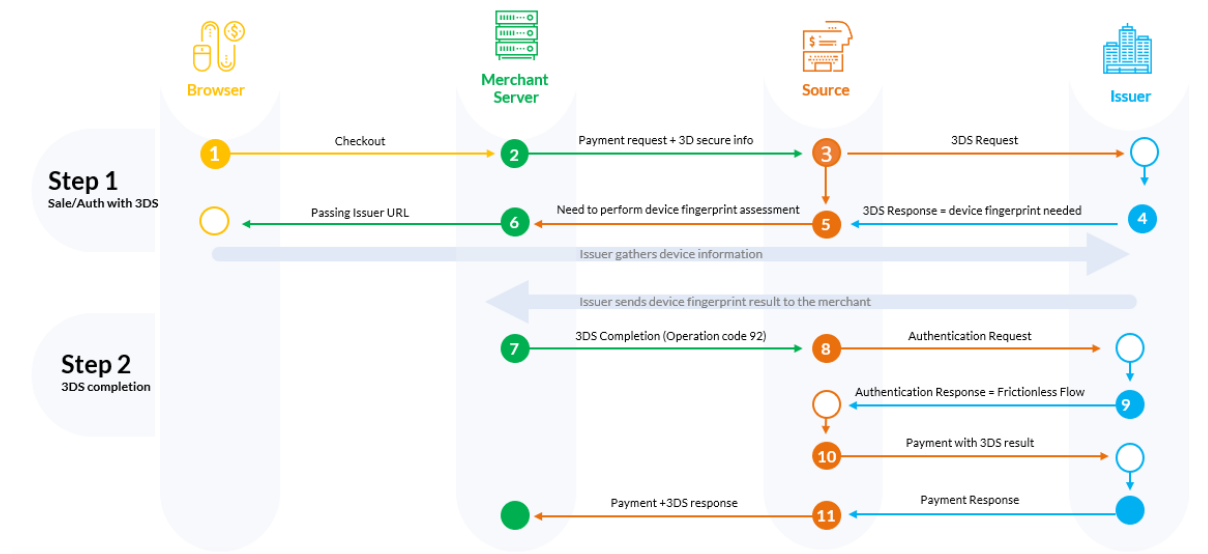 Browser
Merchant
Server
$
Source
Issuer
Step 1
Sale/Auth with 3DS
1
Checkout
2
Payment request + 3D secure info
3
3DS Request
Passing Issuer URL
6
Need to perform device fingerprint assessment
5
3DS Response = device fingerprint needed
4
Issuer gathers device information
Issuer sends device fingerprint result to the merchant
Step 2
3DS completion
7
3DS Completion (Operation code 92)
8
Authentication Request
Authentication Response = Frictionless Flow
9
10
Payment with 3DS result
Payment +3DS response
11
Payment Response